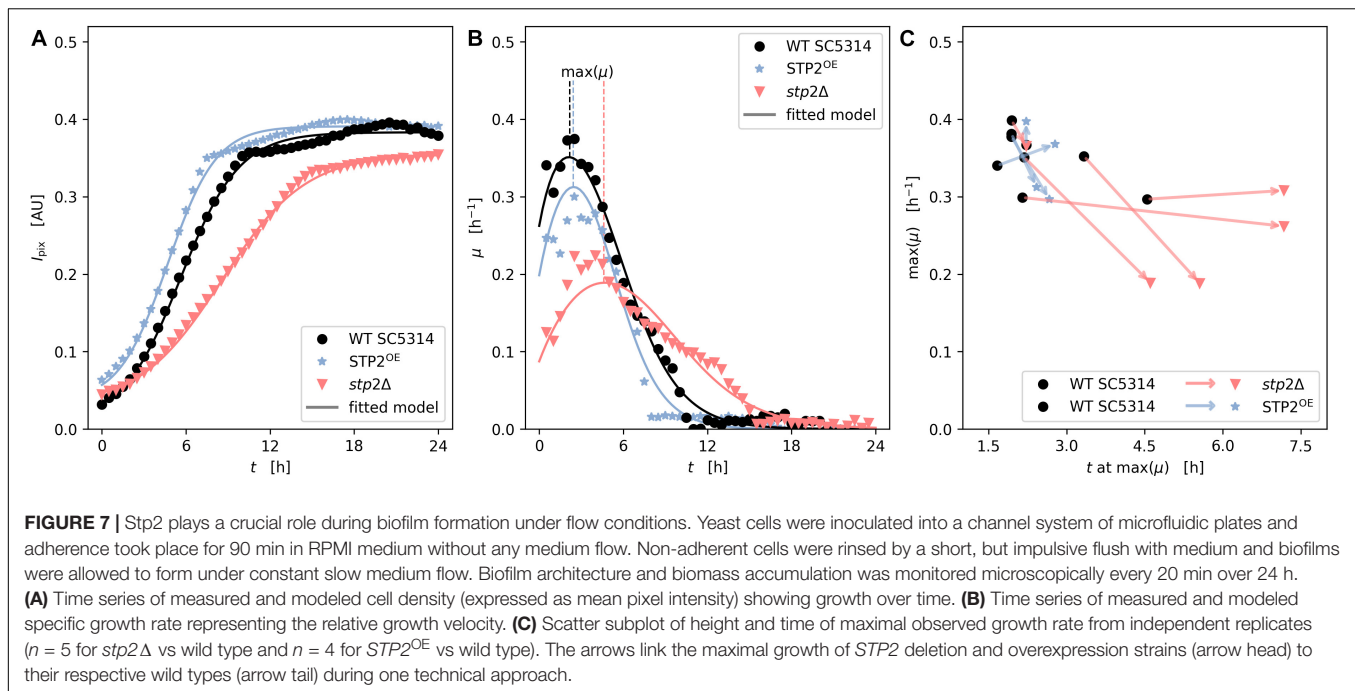 A
0.5
0.4
0.3
0.2
0.1
0.0
I_pix [AU]
0 6 12 18 24
t [h]
WT SC5314
STP2^OE
stp2Δ
fitted model
B
0.5
0.4
0.3
0.2
0.1
0.0
μ [h⁻¹]
0 6 12 18 24
t [h]
max(μ)
WT SC5314
STP2^OE
stp2Δ
fitted model
C
0.5
0.4
0.3
0.2
0.1
0.0
max(μ) [h⁻¹]
1.5 3.0 4.5 6.0 7.5
t at max(μ) [h]
WT SC5314 stp2Δ
WT SC5314 STP2^OE
FIGURE 7 | Stp2 plays a crucial role during biofilm formation under flow conditions. Yeast cells were inoculated into a channel system of microfluidic plates and
adherence took place for 90 min in RPMI medium without any medium flow. Non-adherent cells were rinsed by a short, but impulsive flush with medium and biofilms
were allowed to form under constant slow medium flow. Biofilm architecture and biomass accumulation was monitored microscopically every 20 min over 24 h.
(A) Time series of measured and modeled cell density (expressed as mean pixel intensity) showing growth over time. (B) Time series of measured and modeled
specific growth rate representing the relative growth velocity. (C) Scatter subplot of height and time of maximal observed growth rate from independent replicates
(n = 5 for stp2Δ vs wild type and n = 4 for STP2^OE vs wild type). The arrows link the maximal growth of STP2 deletion and overexpression strains (arrow head) to
their respective wild types (arrow tail) during one technical approach.